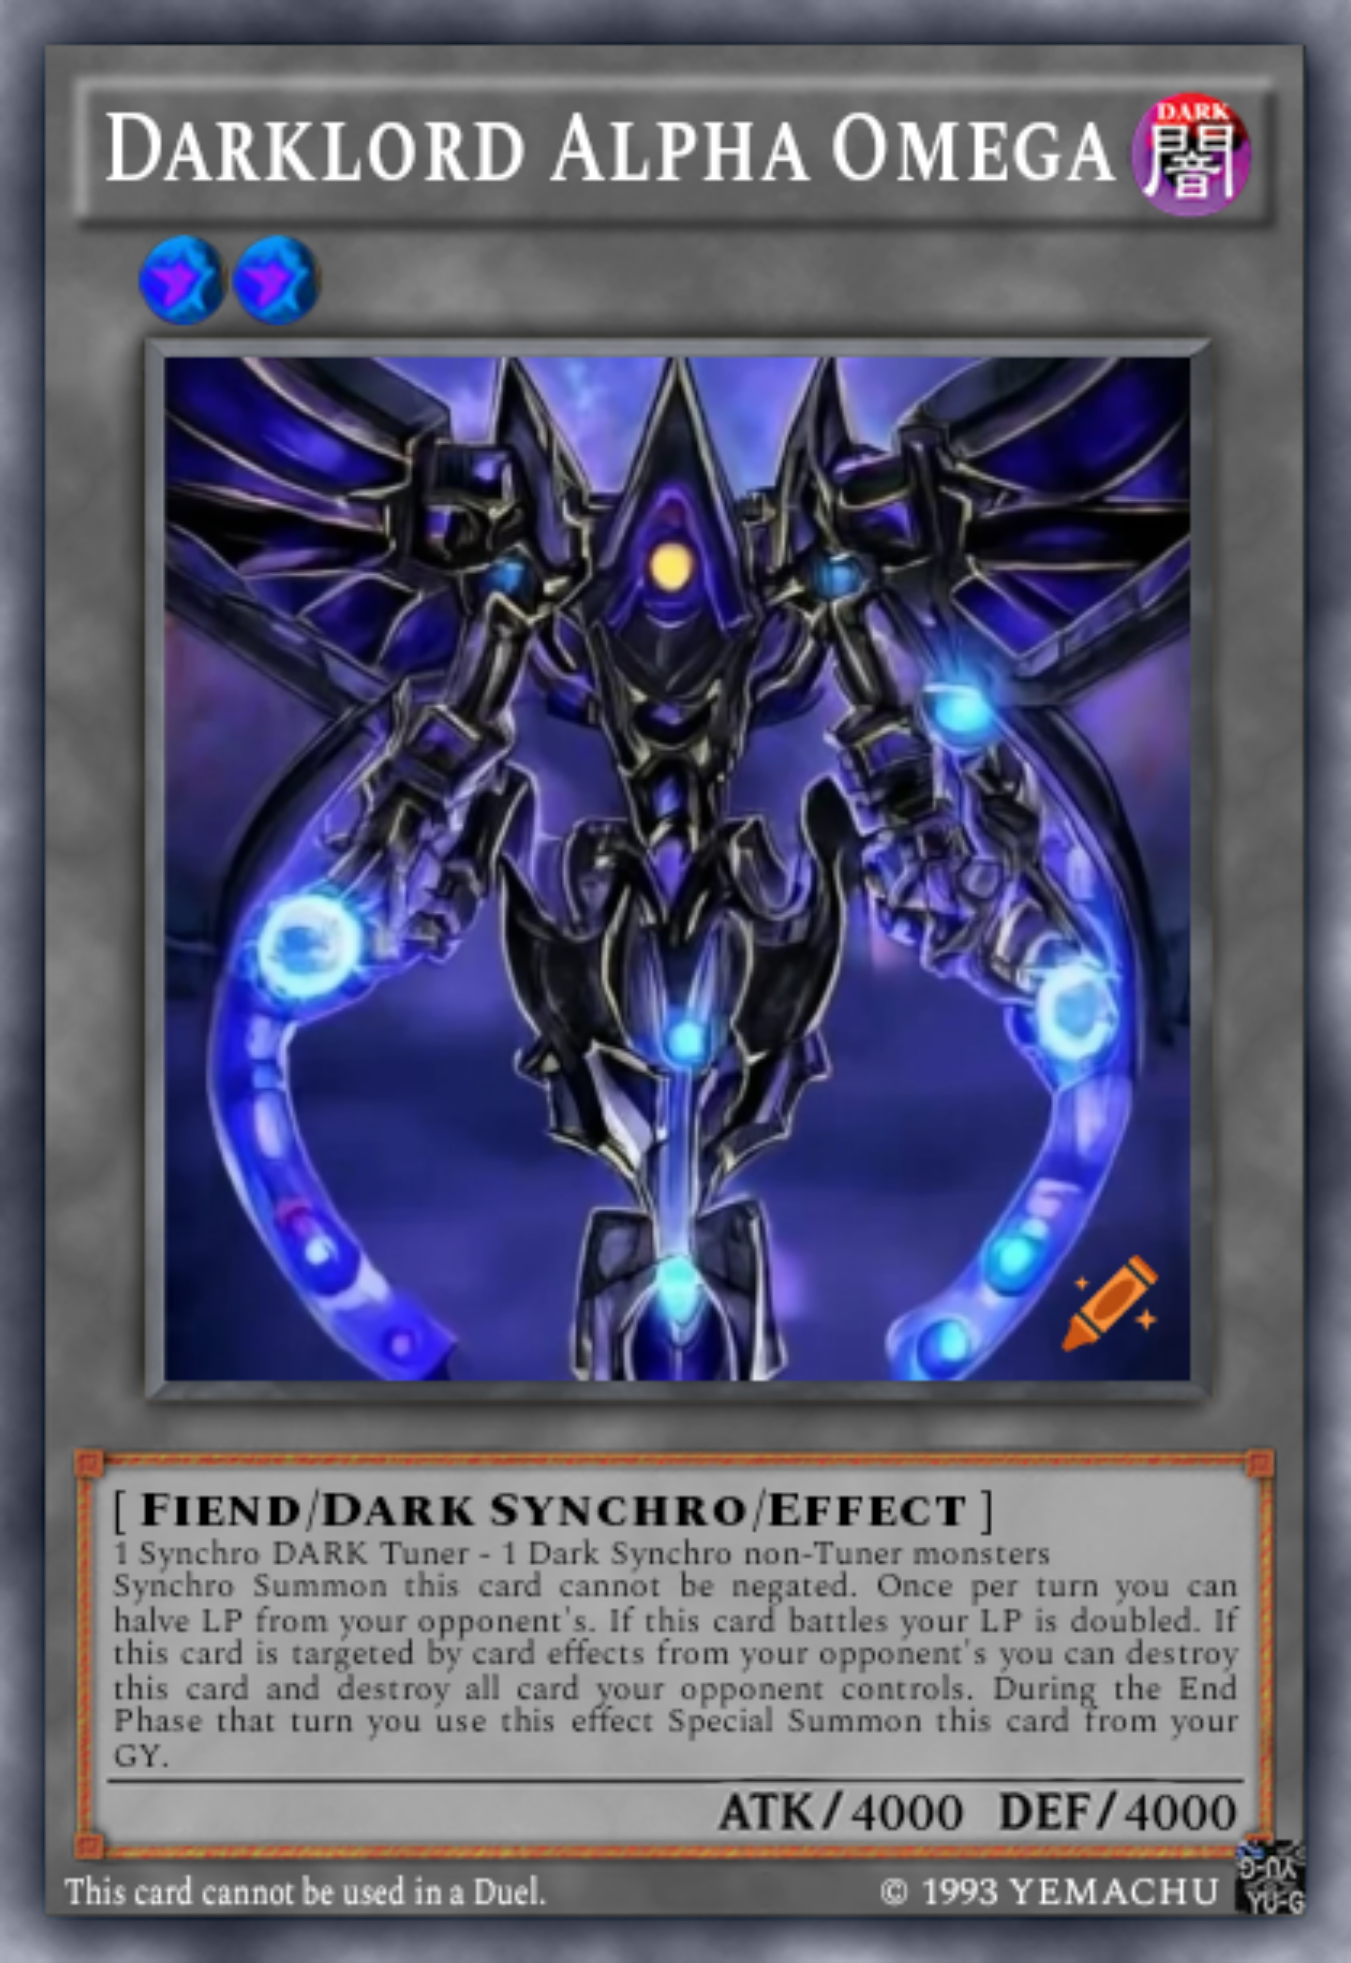 DARKLORD ALPHA OMEGA
DARK
闇
[ FIEND/DARK SYNCHRO/EFFECT ]
1 Synchro DARK Tuner - 1 Dark Synchro non-Tuner monsters
Synchro Summon this card cannot be negated. Once per turn you can
halve LP from your opponent's. If this card battles your LP is doubled. If
this card is targeted by card effects from your opponent's you can destroy
this card and destroy all card your opponent controls. During the End
Phase that turn you use this effect Special Summon this card from your
GY.
ATK/4000 DEF/4000
This card cannot be used in a Duel.
© 1993 YEMACHU
YU-G